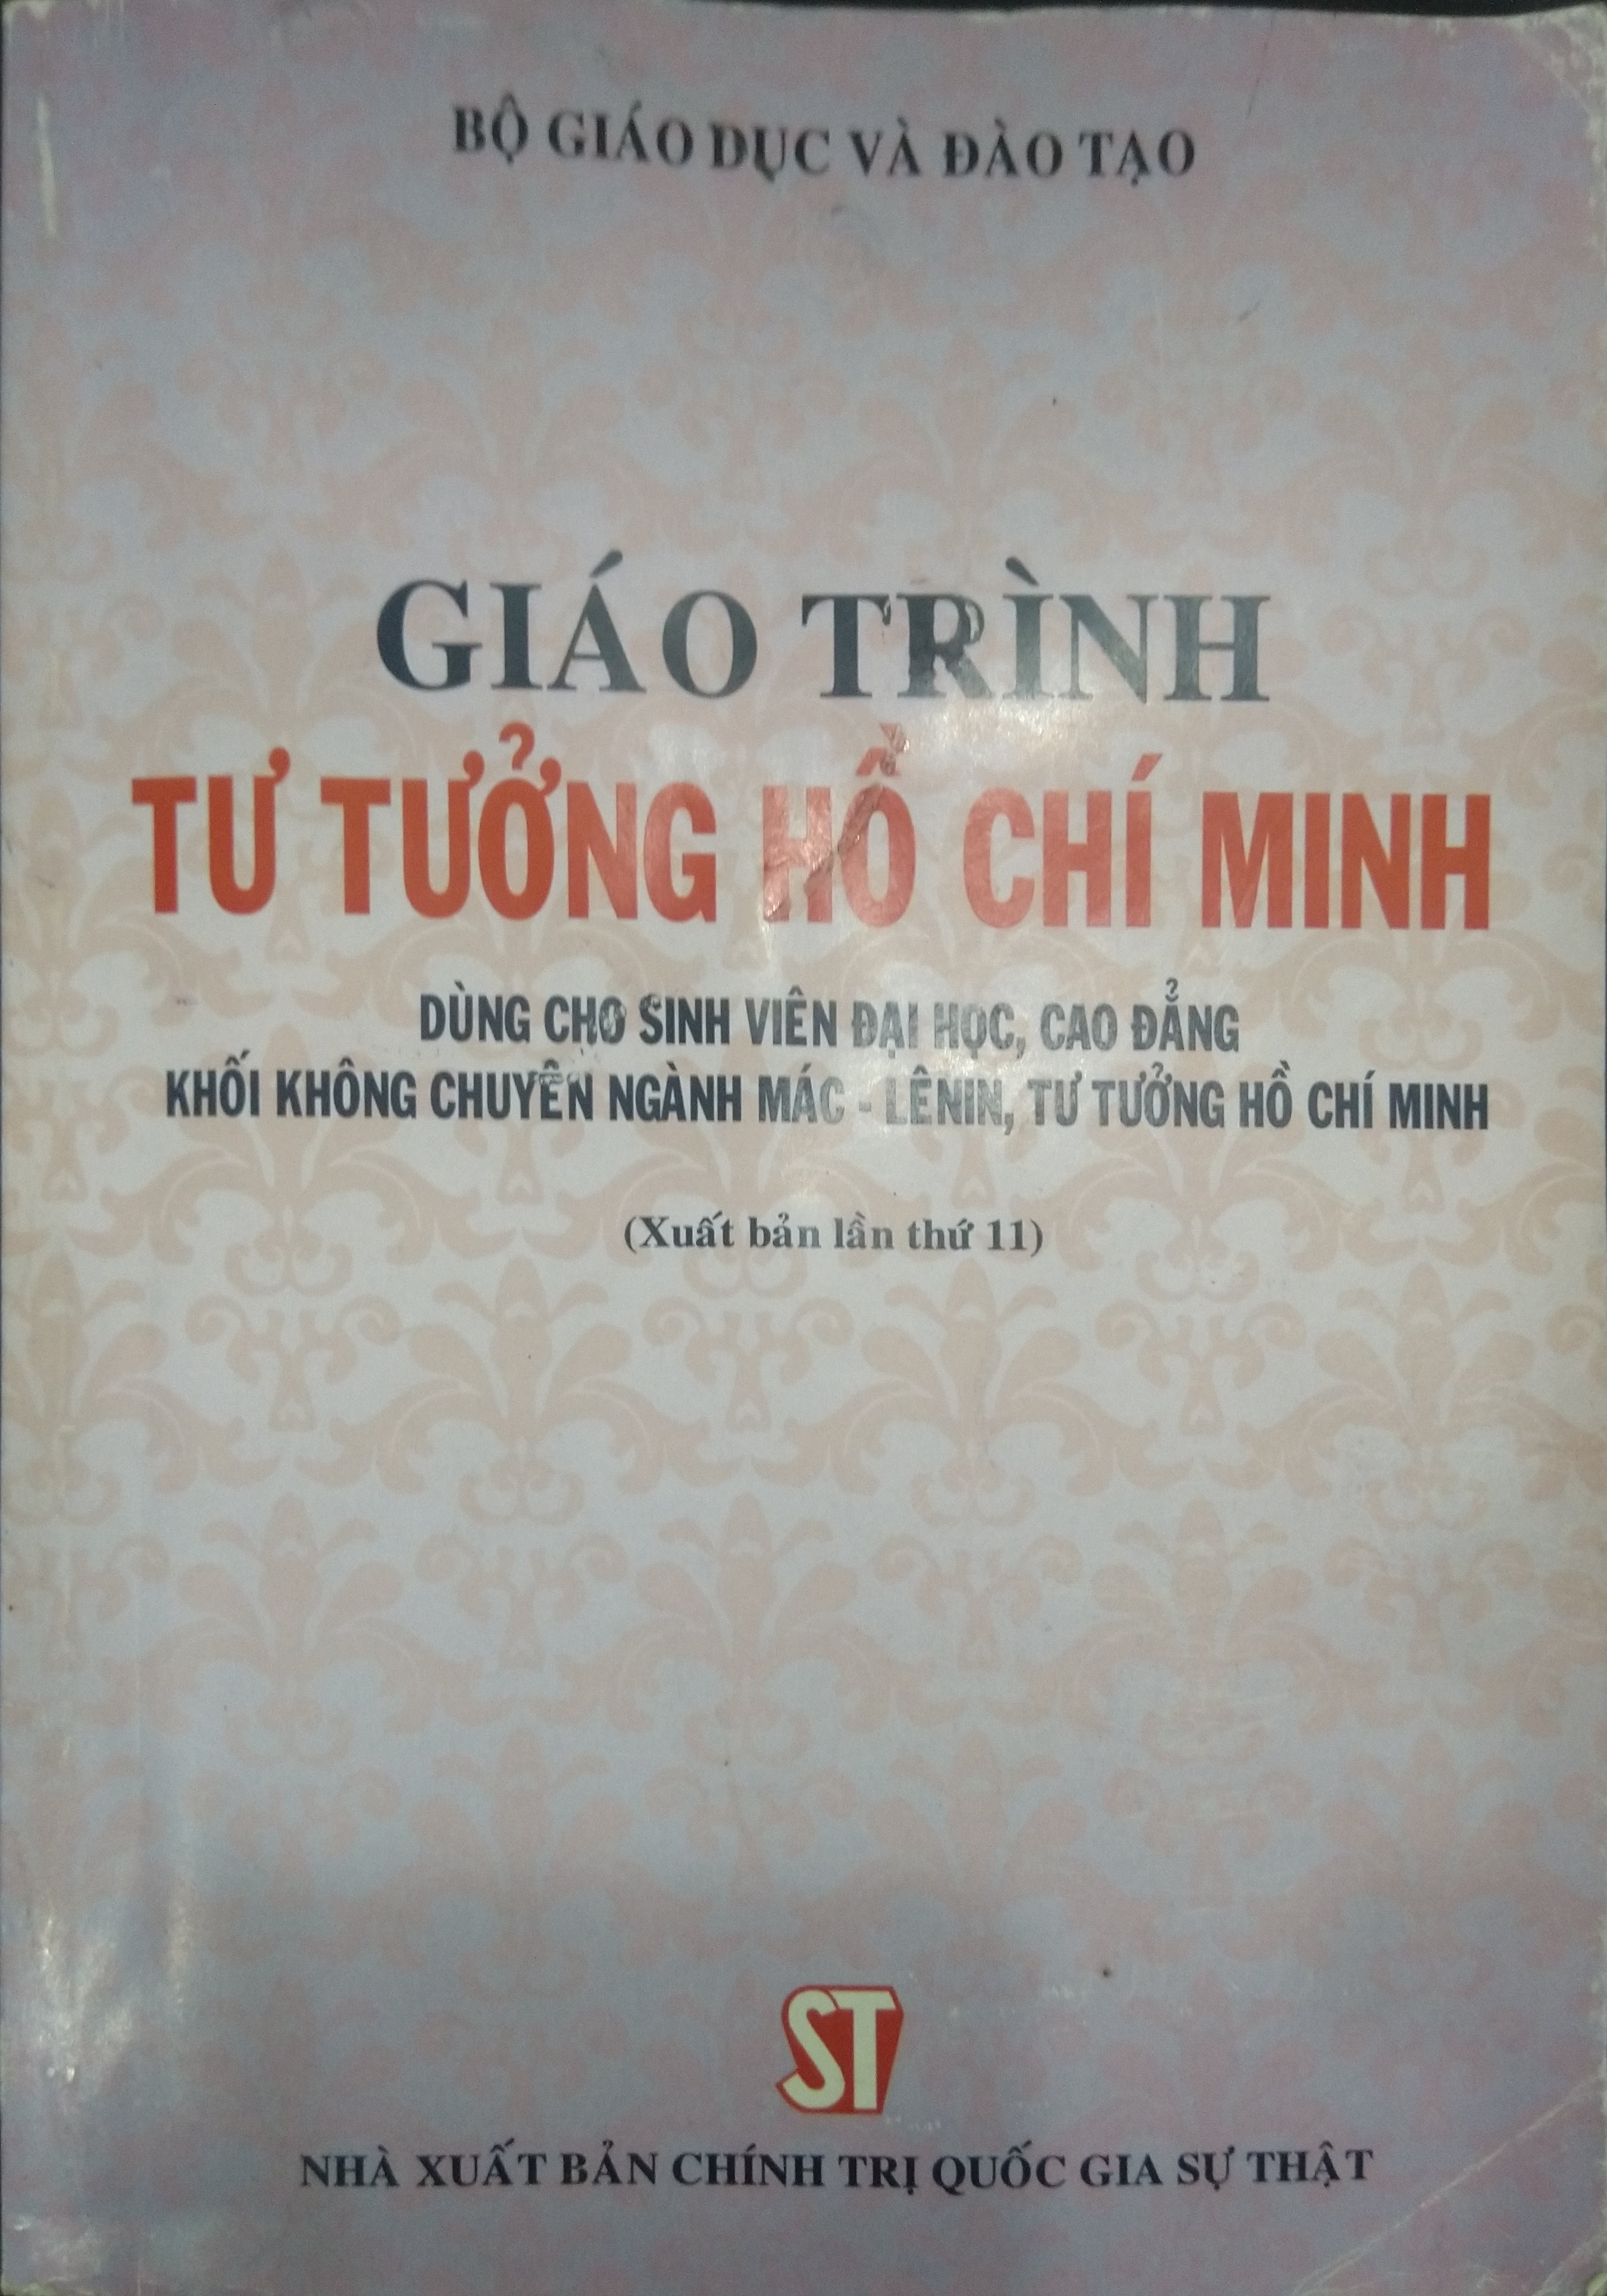 BỘ GIÁO DỤC VÀ ĐÀO TẠO
GIÁO TRÌNH
TƯ TƯỞNG HỒ CHÍ MINH
DÙNG CHO SINH VIÊN ĐẠI HỌC, CAO ĐẲNG
KHỐI KHÔNG CHUYÊN NGÀNH MÁC - LÊNIN, TƯ TƯỞNG HỒ CHÍ MINH
(Xuất bản lần thứ 11)
ST
NHÀ XUẤT BẢN CHÍNH TRỊ QUỐC GIA SỰ THẬT